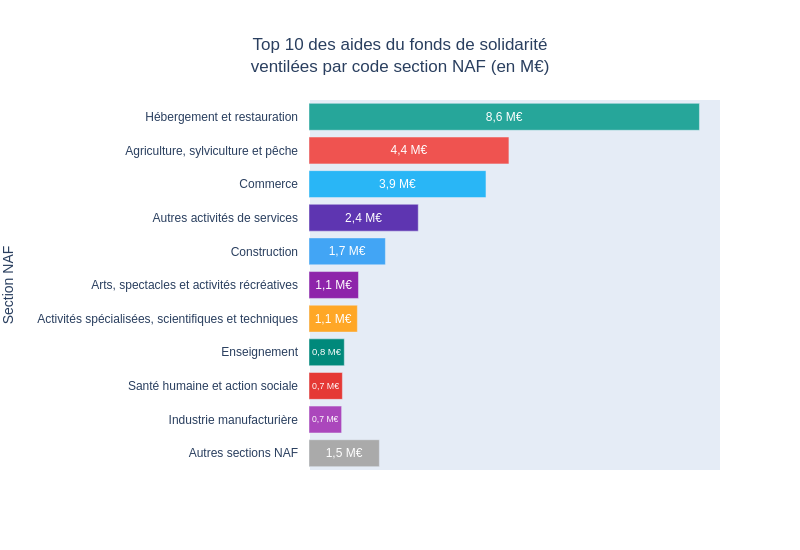 Top 10 des aides du fonds de solidarité
ventilées par code section NAF (en M€)
Section NAF
Hébergement et restauration 8,6 M€
Agriculture, sylviculture et pêche 4,4 M€
Commerce 3,9 M€
Autres activités de services 2,4 M€
Construction 1,7 M€
Arts, spectacles et activités récréatives 1,1 M€
Activités spécialisées, scientifiques et techniques 1,1 M€
Enseignement 0,8 M€
Santé humaine et action sociale 0,7 M€
Industrie manufacturière 0,7 M€
Autres sections NAF 1,5 M€